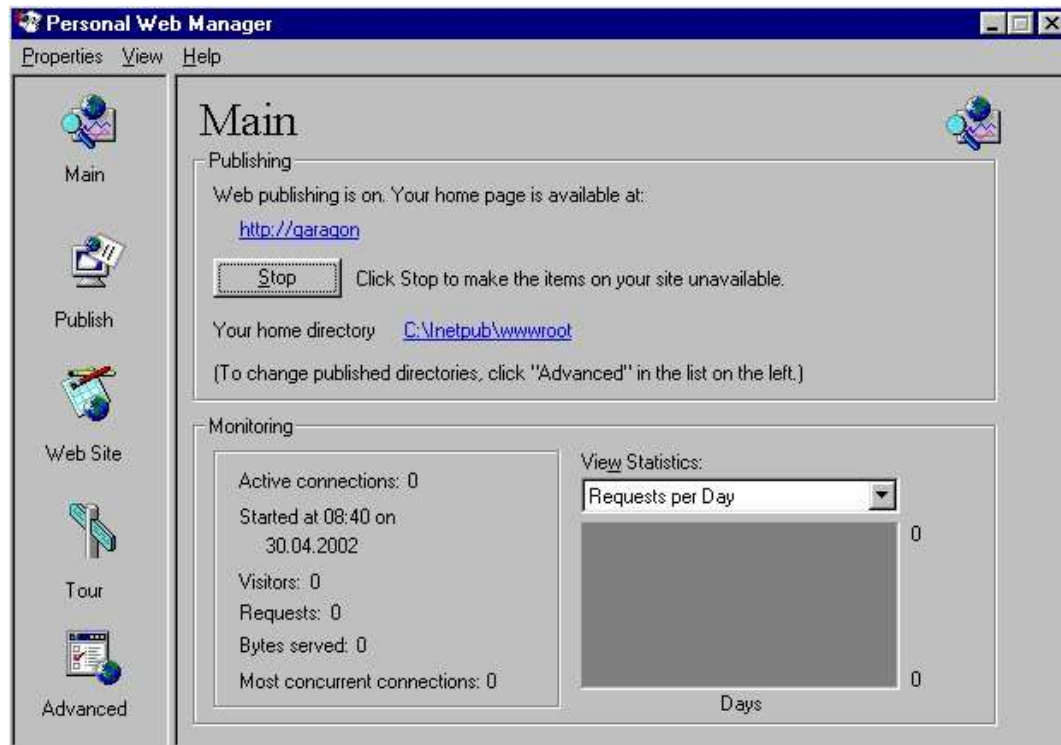 Personal Web Manager
Properties View Help
Main
Publish
Web Site
Tour
Advanced
Main
Publishing
Web publishing is on. Your home page is available at:
http://garagon
Stop Click Stop to make the items on your site unavailable.
Your home directory C:\Inetpub\wwwroot
(To change published directories, click "Advanced" in the list on the left.)
Monitoring
Active connections: 0
Started at 08:40 on
30.04.2002
Visitors: 0
Requests: 0
Bytes served: 0
Most concurrent connections: 0
View Statistics:
Requests per Day
0
0
Days